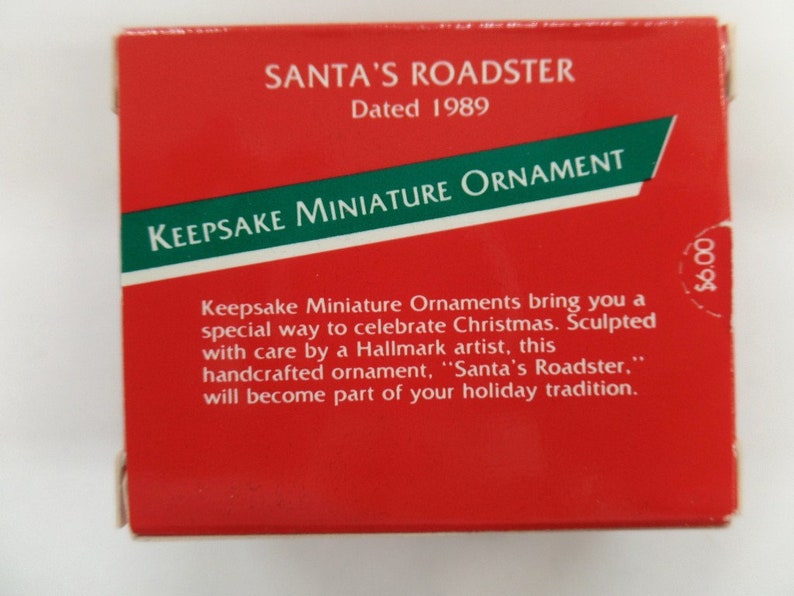 SANTA'S ROADSTER
Dated 1989
KEEPSAKE MINIATURE ORNAMENT
$6.00
Keepsake Miniature Ornaments bring you a
special way to celebrate Christmas. Sculpted
with care by a Hallmark artist, this
handcrafted ornament, "Santa's Roadster,"
will become part of your holiday tradition.